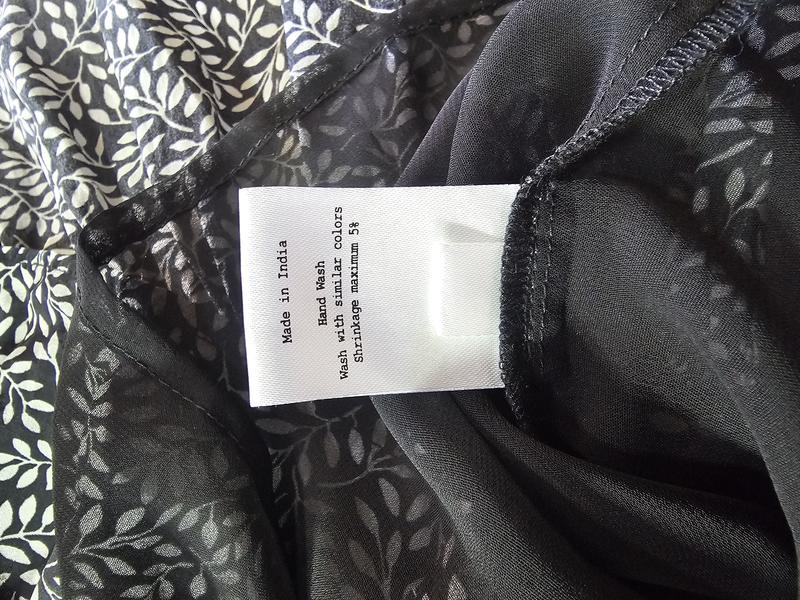 Made in India
Hand Wash
Wash with similar colors
Shrinkage maximum 5%